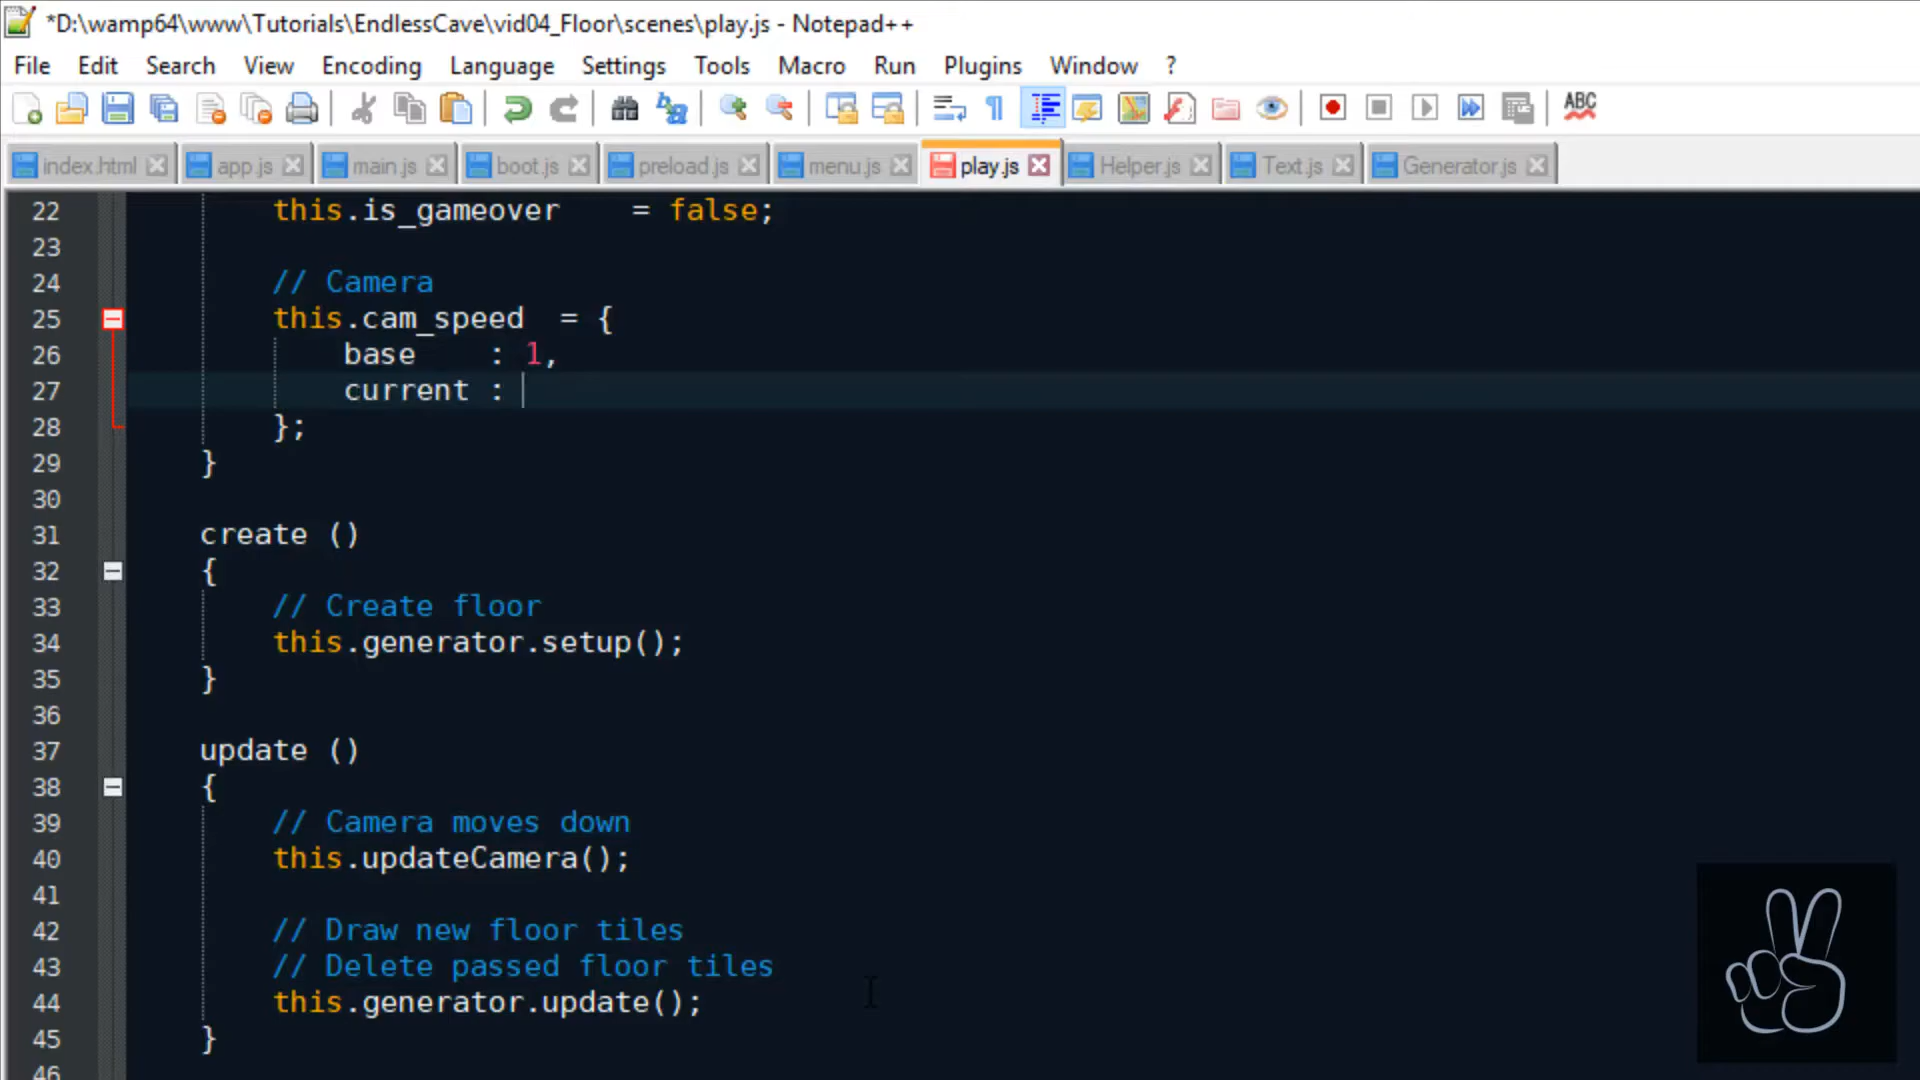 *D:\wamp64\www\Tutorials\EndlessCave\vid04_Floor\scenes\play.js - Notepad++
File Edit Search View Encoding Language Settings Tools Macro Run Plugins Window ?
ABC
index.html app.js main.js boot.js preload.js menu.js play.js Helper.js Text.js Generator.js
22 this.is_gameover = false;
23
24 // Camera
25 this.cam_speed = {
26 base : 1,
27 current :
28 };
29 }
30
31 create ()
32 {
33 // Create floor
34 this.generator.setup();
35 }
36
37 update ()
38 {
39 // Camera moves down
40 this.updateCamera();
41
42 // Draw new floor tiles
43 // Delete passed floor tiles
44 this.generator.update();
45 }
46